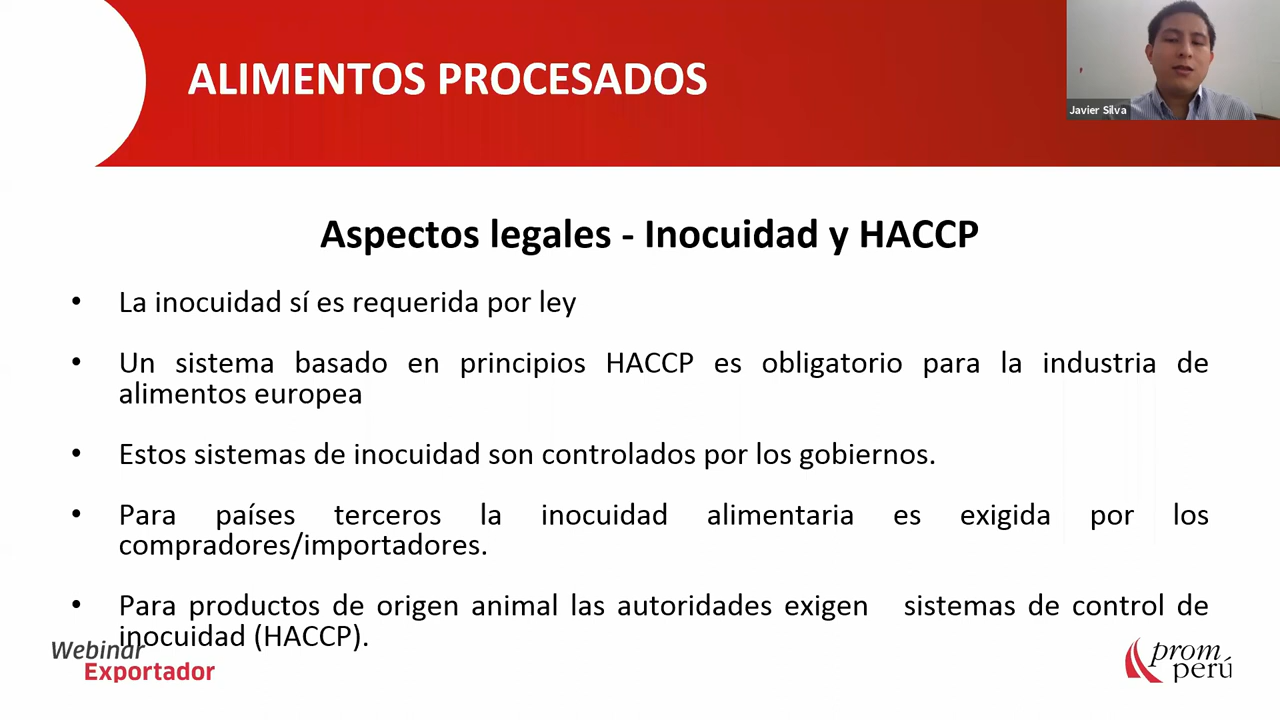 ALIMENTOS PROCESADOS
Javier Silva
Aspectos legales - Inocuidad y HACCP
• La inocuidad sí es requerida por ley
• Un sistema basado en principios HACCP es obligatorio para la industria de
alimentos europea
• Estos sistemas de inocuidad son controlados por los gobiernos.
• Para países terceros la inocuidad alimentaria es exigida por los
compradores/importadores.
• Para productos de origen animal las autoridades exigen sistemas de control de
inocuidad (HACCP).
Webinar
Exportador
prom
perú